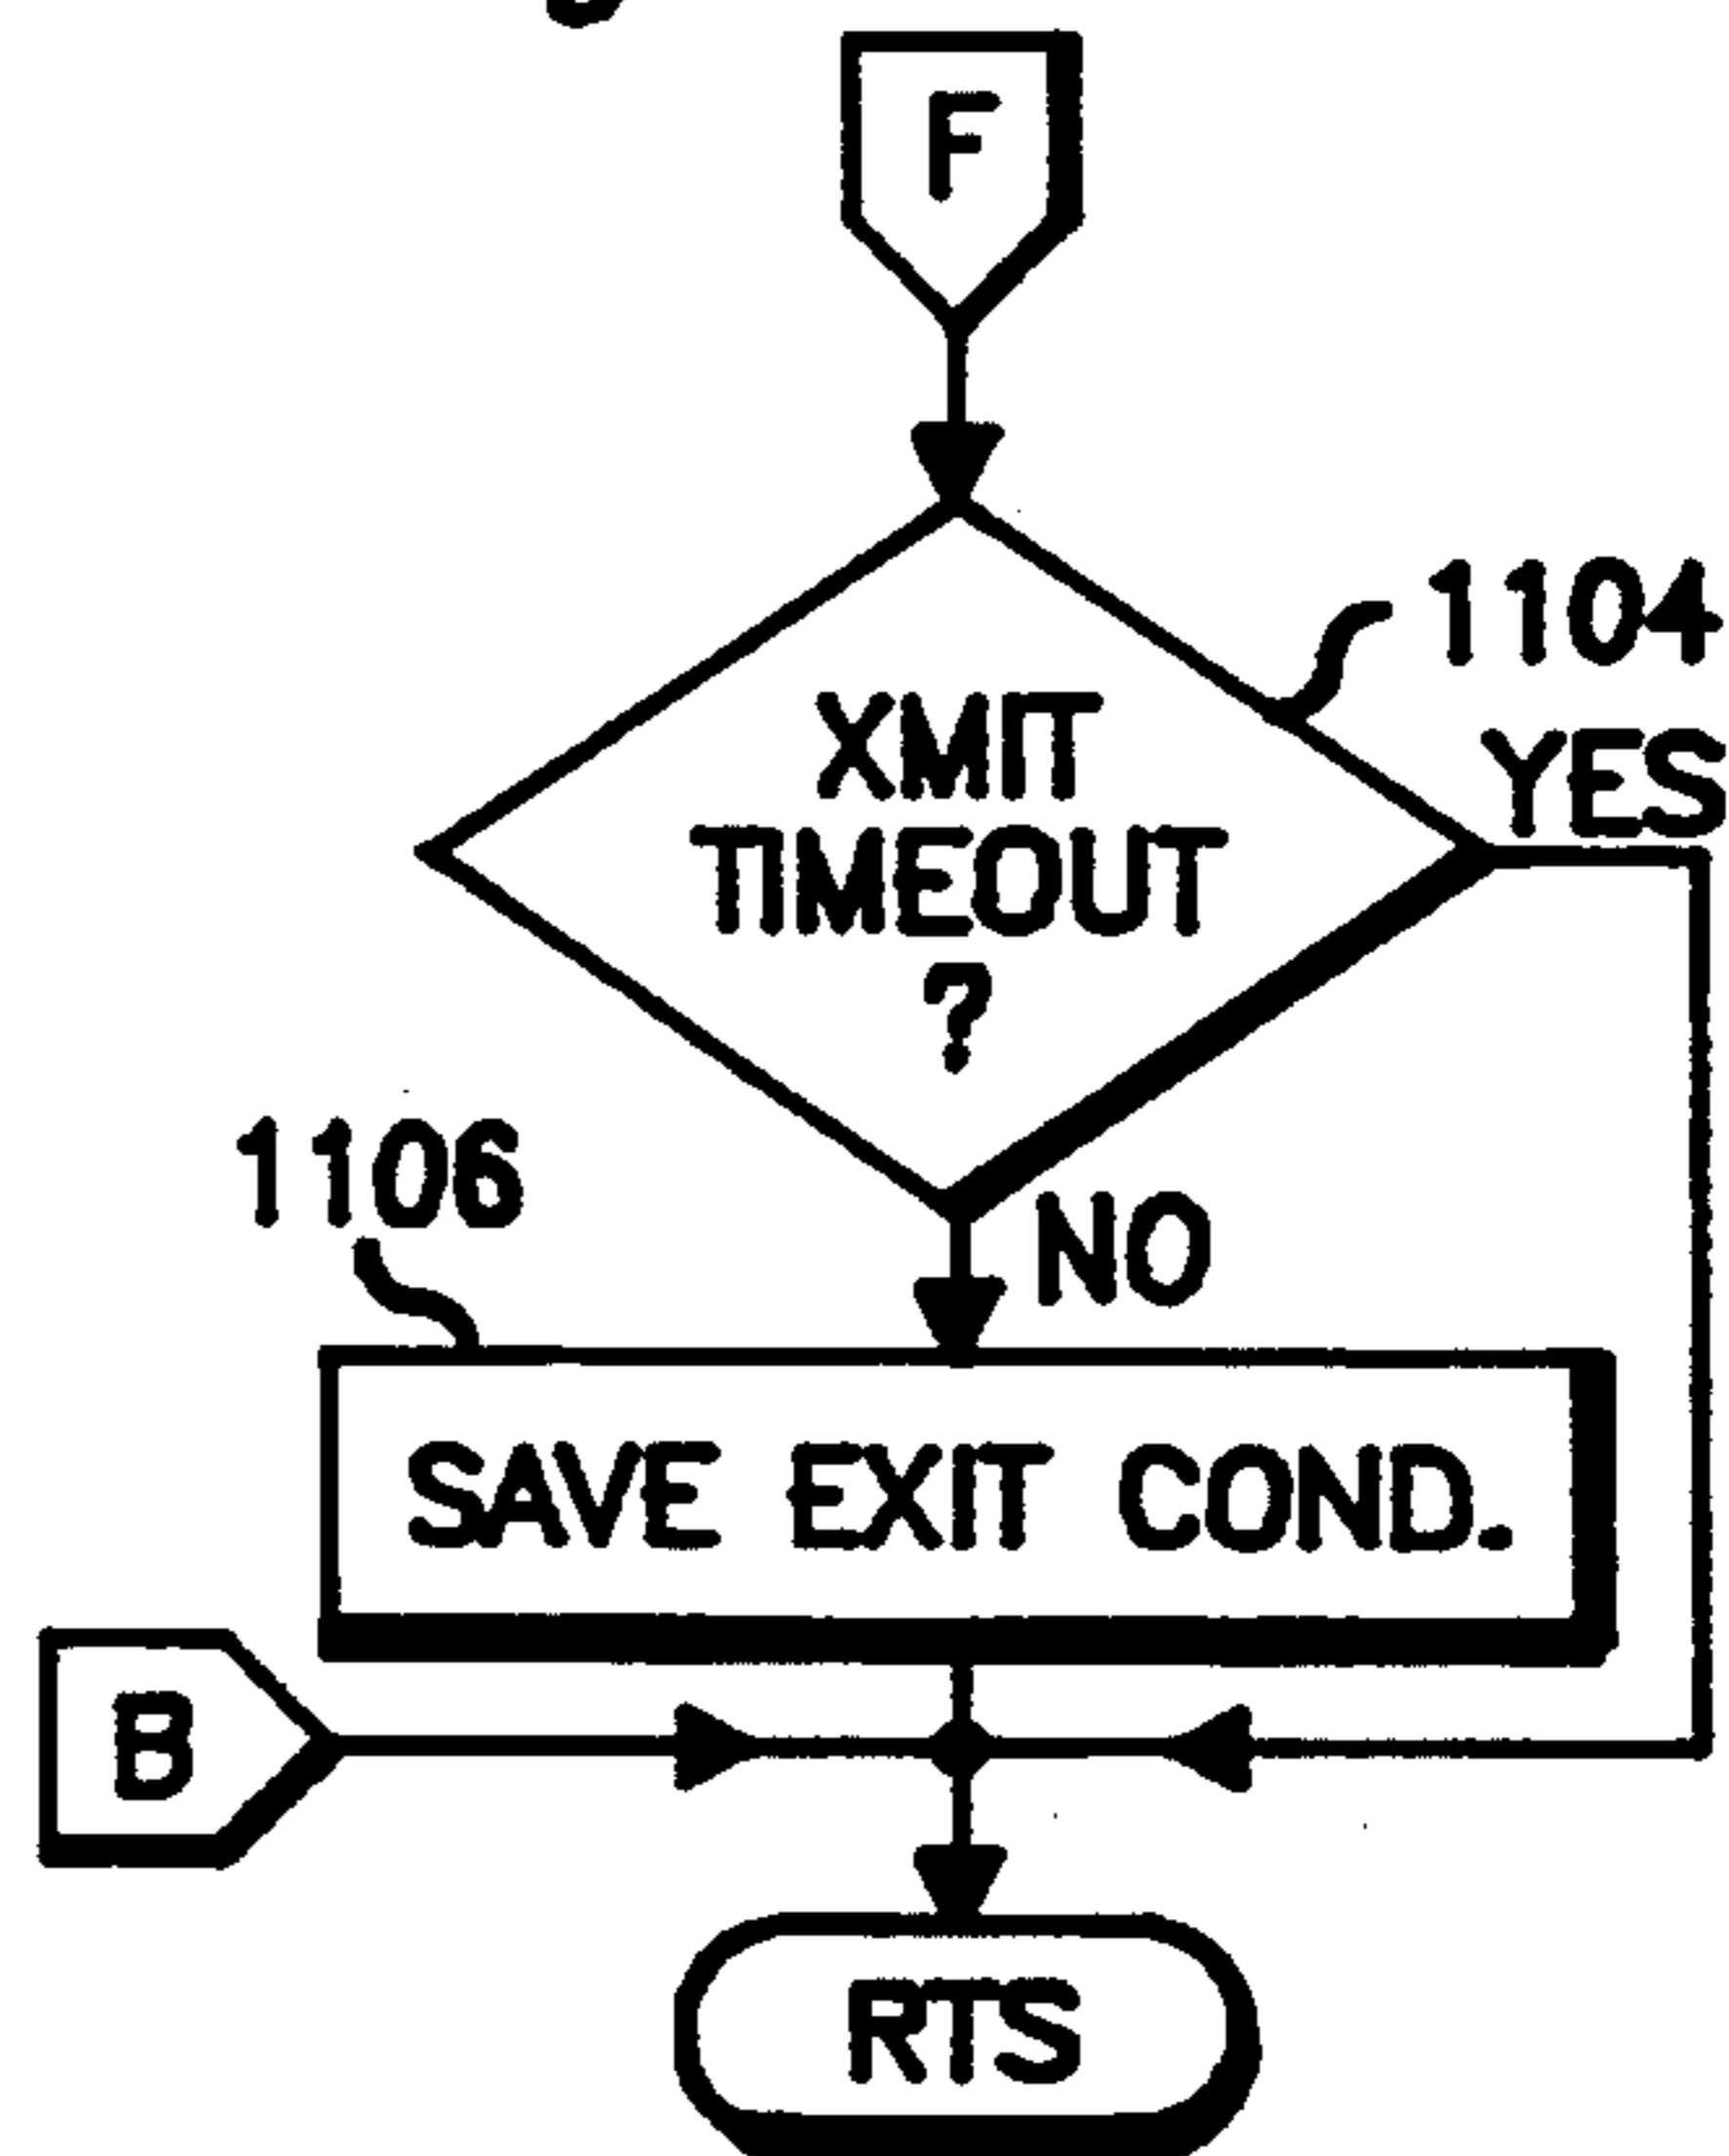 F
1104
XMIT
TIMEOUT
?
YES
1106
NO
SAVE EXIT COND.
B
RTS